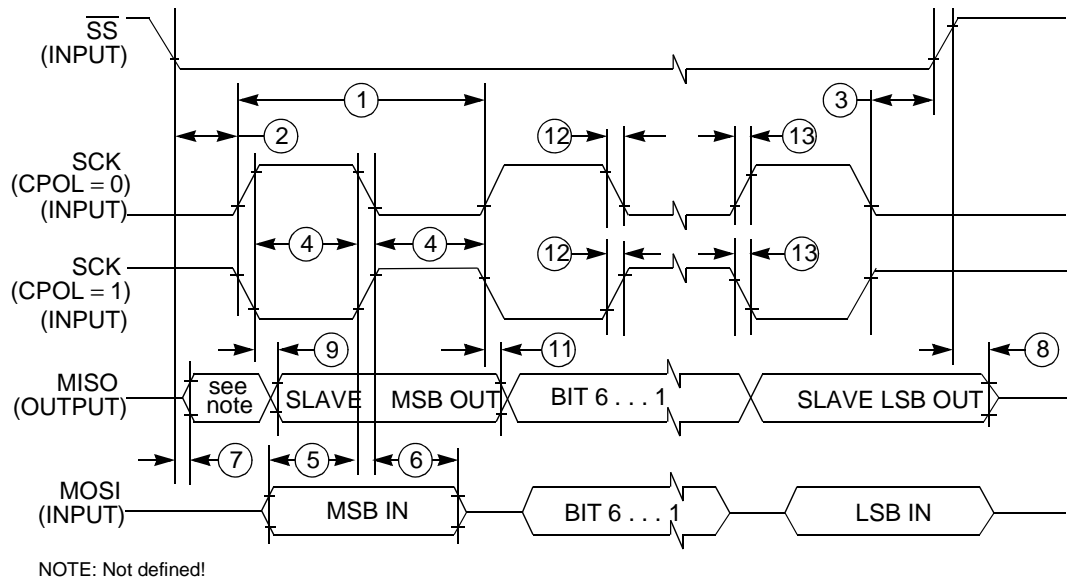 SS
(INPUT)
1
3
2
12
13
SCK
(CPOL = 0)
(INPUT)
4
4
12
13
SCK
(CPOL = 1)
(INPUT)
9
11
8
MISO
(OUTPUT)
see
note
SLAVE MSB OUT
BIT 6 . . . 1
SLAVE LSB OUT
7
5
6
MOSI
(INPUT)
MSB IN
BIT 6 . . . 1
LSB IN
NOTE: Not defined!